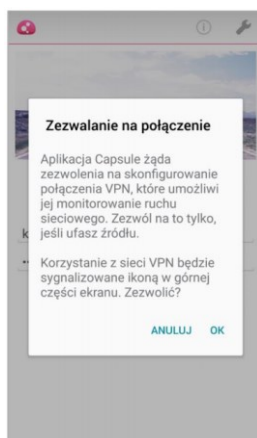 Zezwalanie na połączenie
Aplikacja Capsule żąda
zezwolenia na skonfigurowanie
połączenia VPN, które umożliwi
jej monitorowanie ruchu
sieciowego. Zezwól na to tylko,
k
jeśli ufasz źródłu.
Korzystanie z sieci VPN będzie
sygnalizowane ikoną w górnej
części ekranu. Zezwolić?
ANULUJ OK